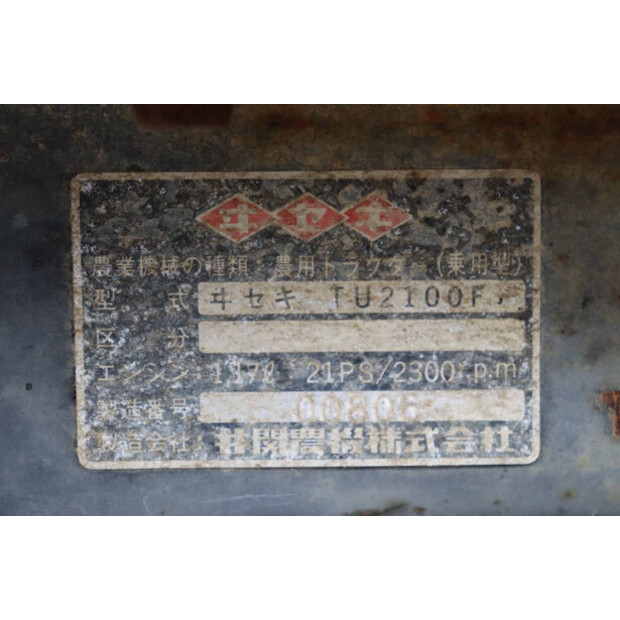 ヰセキ
農業機械の種類 農用トラクター(乗用型)
型式 ヰセキ TU2100F
区分
エンジン: 1.17ℓ 21PS/2300r.p.m
製造番号 00806
製造会社: 井関農機株式会社